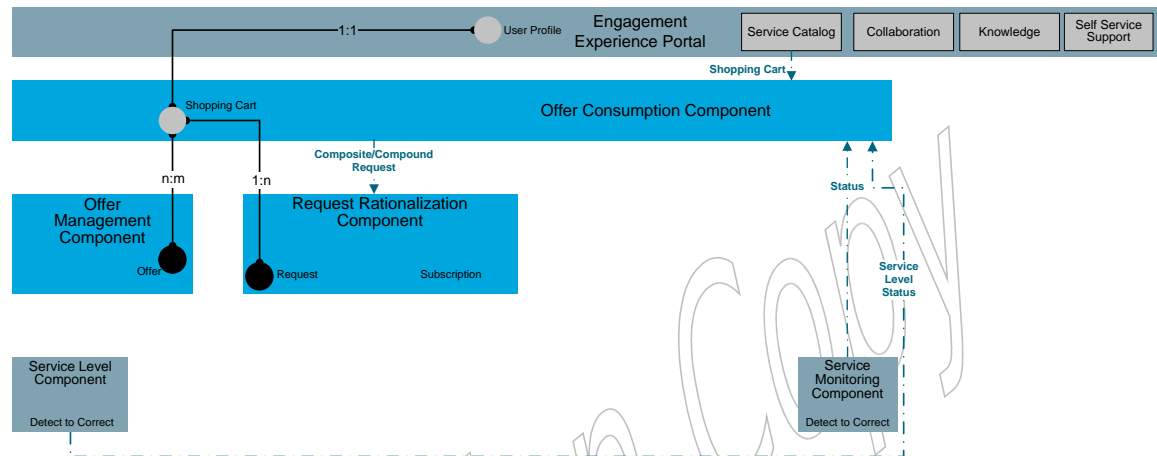 1:1
User Profile
Engagement
Experience Portal
Service Catalog
Collaboration
Knowledge
Self Service
Support
Shopping Cart
Shopping Cart
Offer Consumption Component
Composite/Compound
Request
n:m
1:n
Status
Offer
Management
Component
Offer
Request Rationalization
Component
Request
Subscription
Service
Level
Status
Service Level
Component
Detect to Correct
Service
Monitoring
Component
Detect to Correct
copy